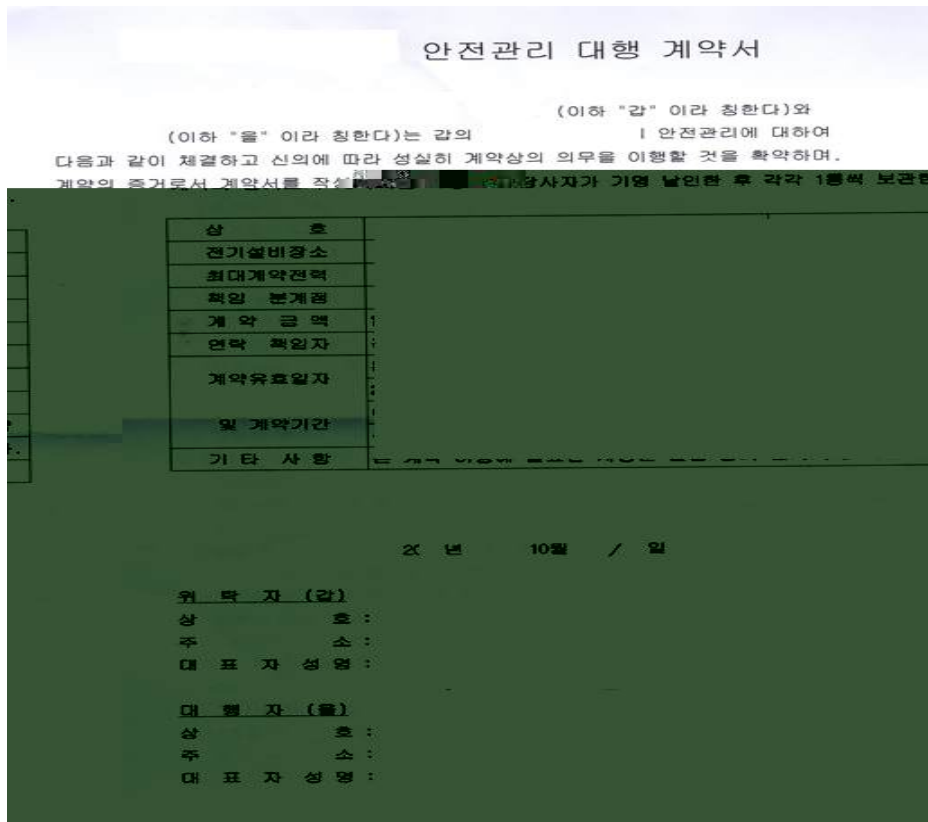 안전관리 대행 계약서
(이하 "갑" 이라 칭한다)와
(이하 "을" 이라 칭한다)는 갑의 안전관리에 대하여
다음과 같이 체결하고 신의에 따라 성실히 계약상의 의무을 이행할 것을 확약하며.
계약의 증거로서 계약서를 작성 당사자가 기명 날인한 후 각각 1통씩 보관한
상 호
전기설비장소
최대계약전력
책임 분계점
계 약 금 액
연락 책임자
계약유효일자
및 계약기간
기 타 사 항
20 년 10월 / 일
위 탁 자 (갑)
상 호 :
주 소 :
대 표 자 성 명 :
대 행 자 (을)
상 호 :
주 소 :
대 표 자 성 명 :